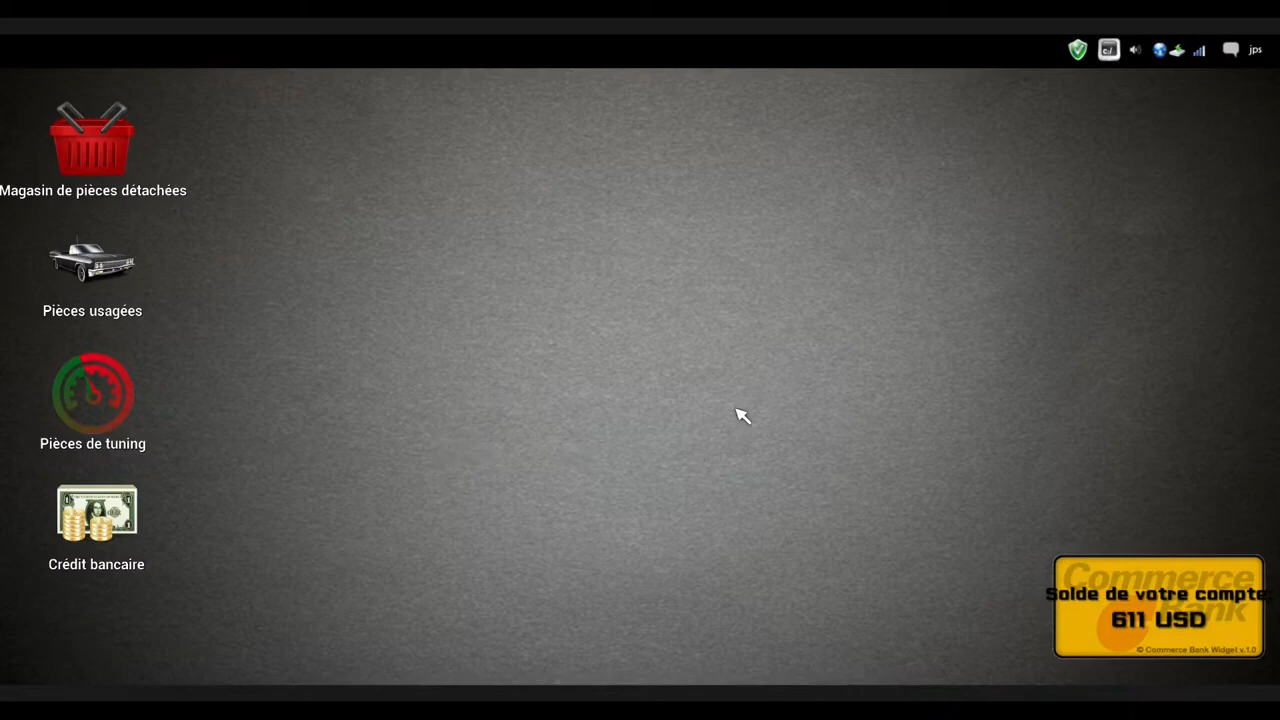 c:/
jps
Magasin de pièces détachées
Pièces usagées
Pièces de tuning
Crédit bancaire
Commerce
Bank
Solde de votre compte:
611 USD
© Commerce Bank Widget v.1.0